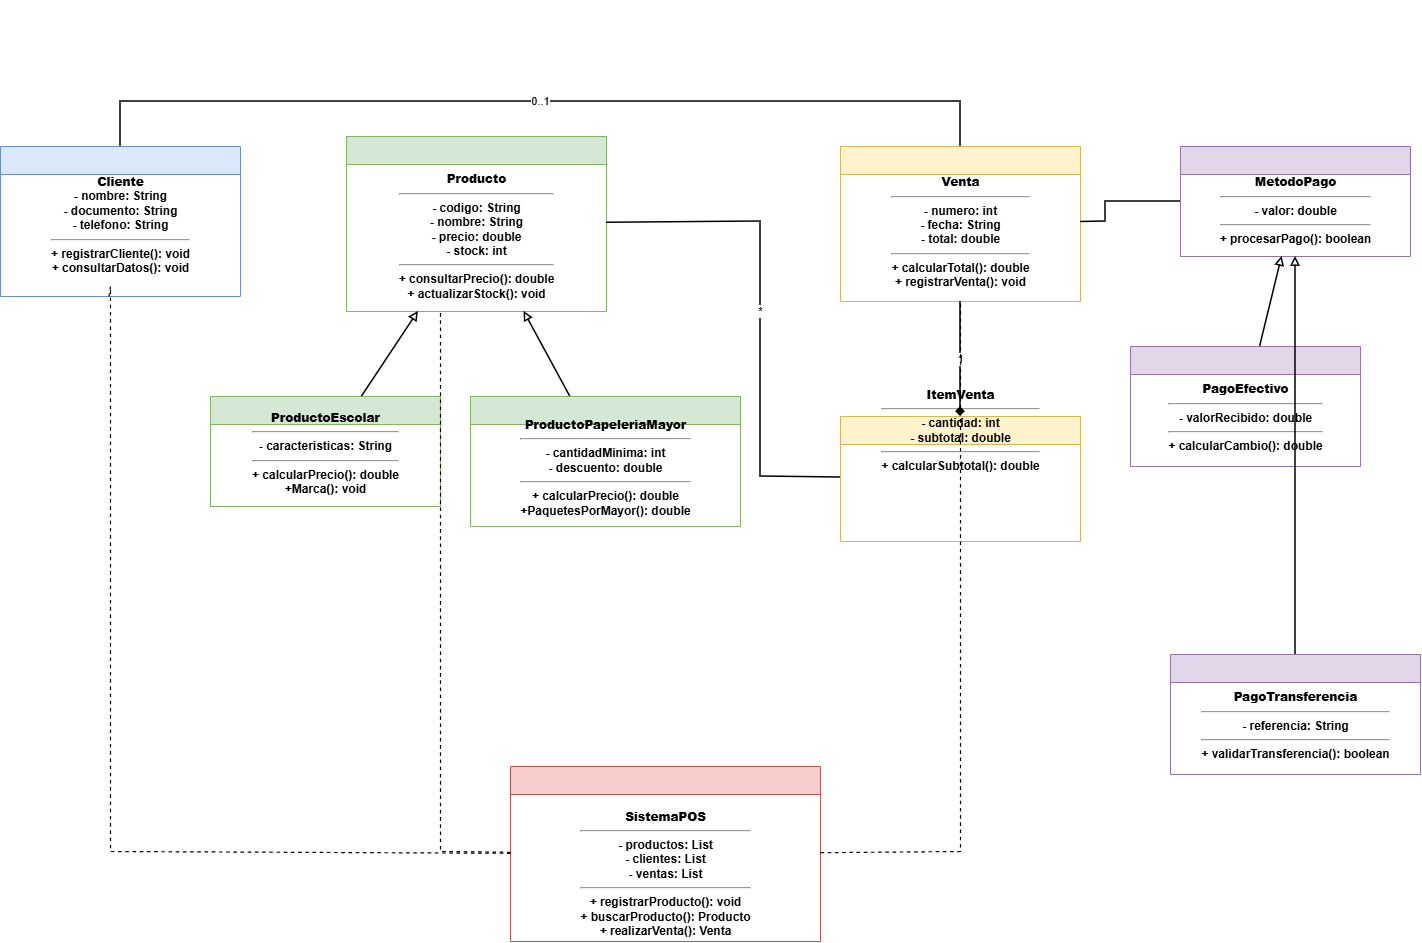 0..1
Cliente
- nombre: String
- documento: String
- telefono: String
+ registrarCliente(): void
+ consultarDatos(): void
Producto
- codigo: String
- nombre: String
- precio: double
- stock: int
+ consultarPrecio(): double
+ actualizarStock(): void
Venta
- numero: int
- fecha: String
- total: double
+ calcularTotal(): double
+ registrarVenta(): void
MetodoPago
- valor: double
+ procesarPago(): boolean
*
ProductoEscolar
- caracteristicas: String
+ calcularPrecio(): double
+Marca(): void
ProductoPapeleriaMayor
- cantidadMinima: int
- descuento: double
+ calcularPrecio(): double
+PaquetesPorMayor(): double
ItemVenta
- cantidad: int
- subtotal: double
+ calcularSubtotal(): double
PagoEfectivo
- valorRecibido: double
+ calcularCambio(): double
PagoTransferencia
- referencia: String
+ validarTransferencia(): boolean
SistemaPOS
- productos: List
- clientes: List
- ventas: List
+ registrarProducto(): void
+ buscarProducto(): Producto
+ realizarVenta(): Venta